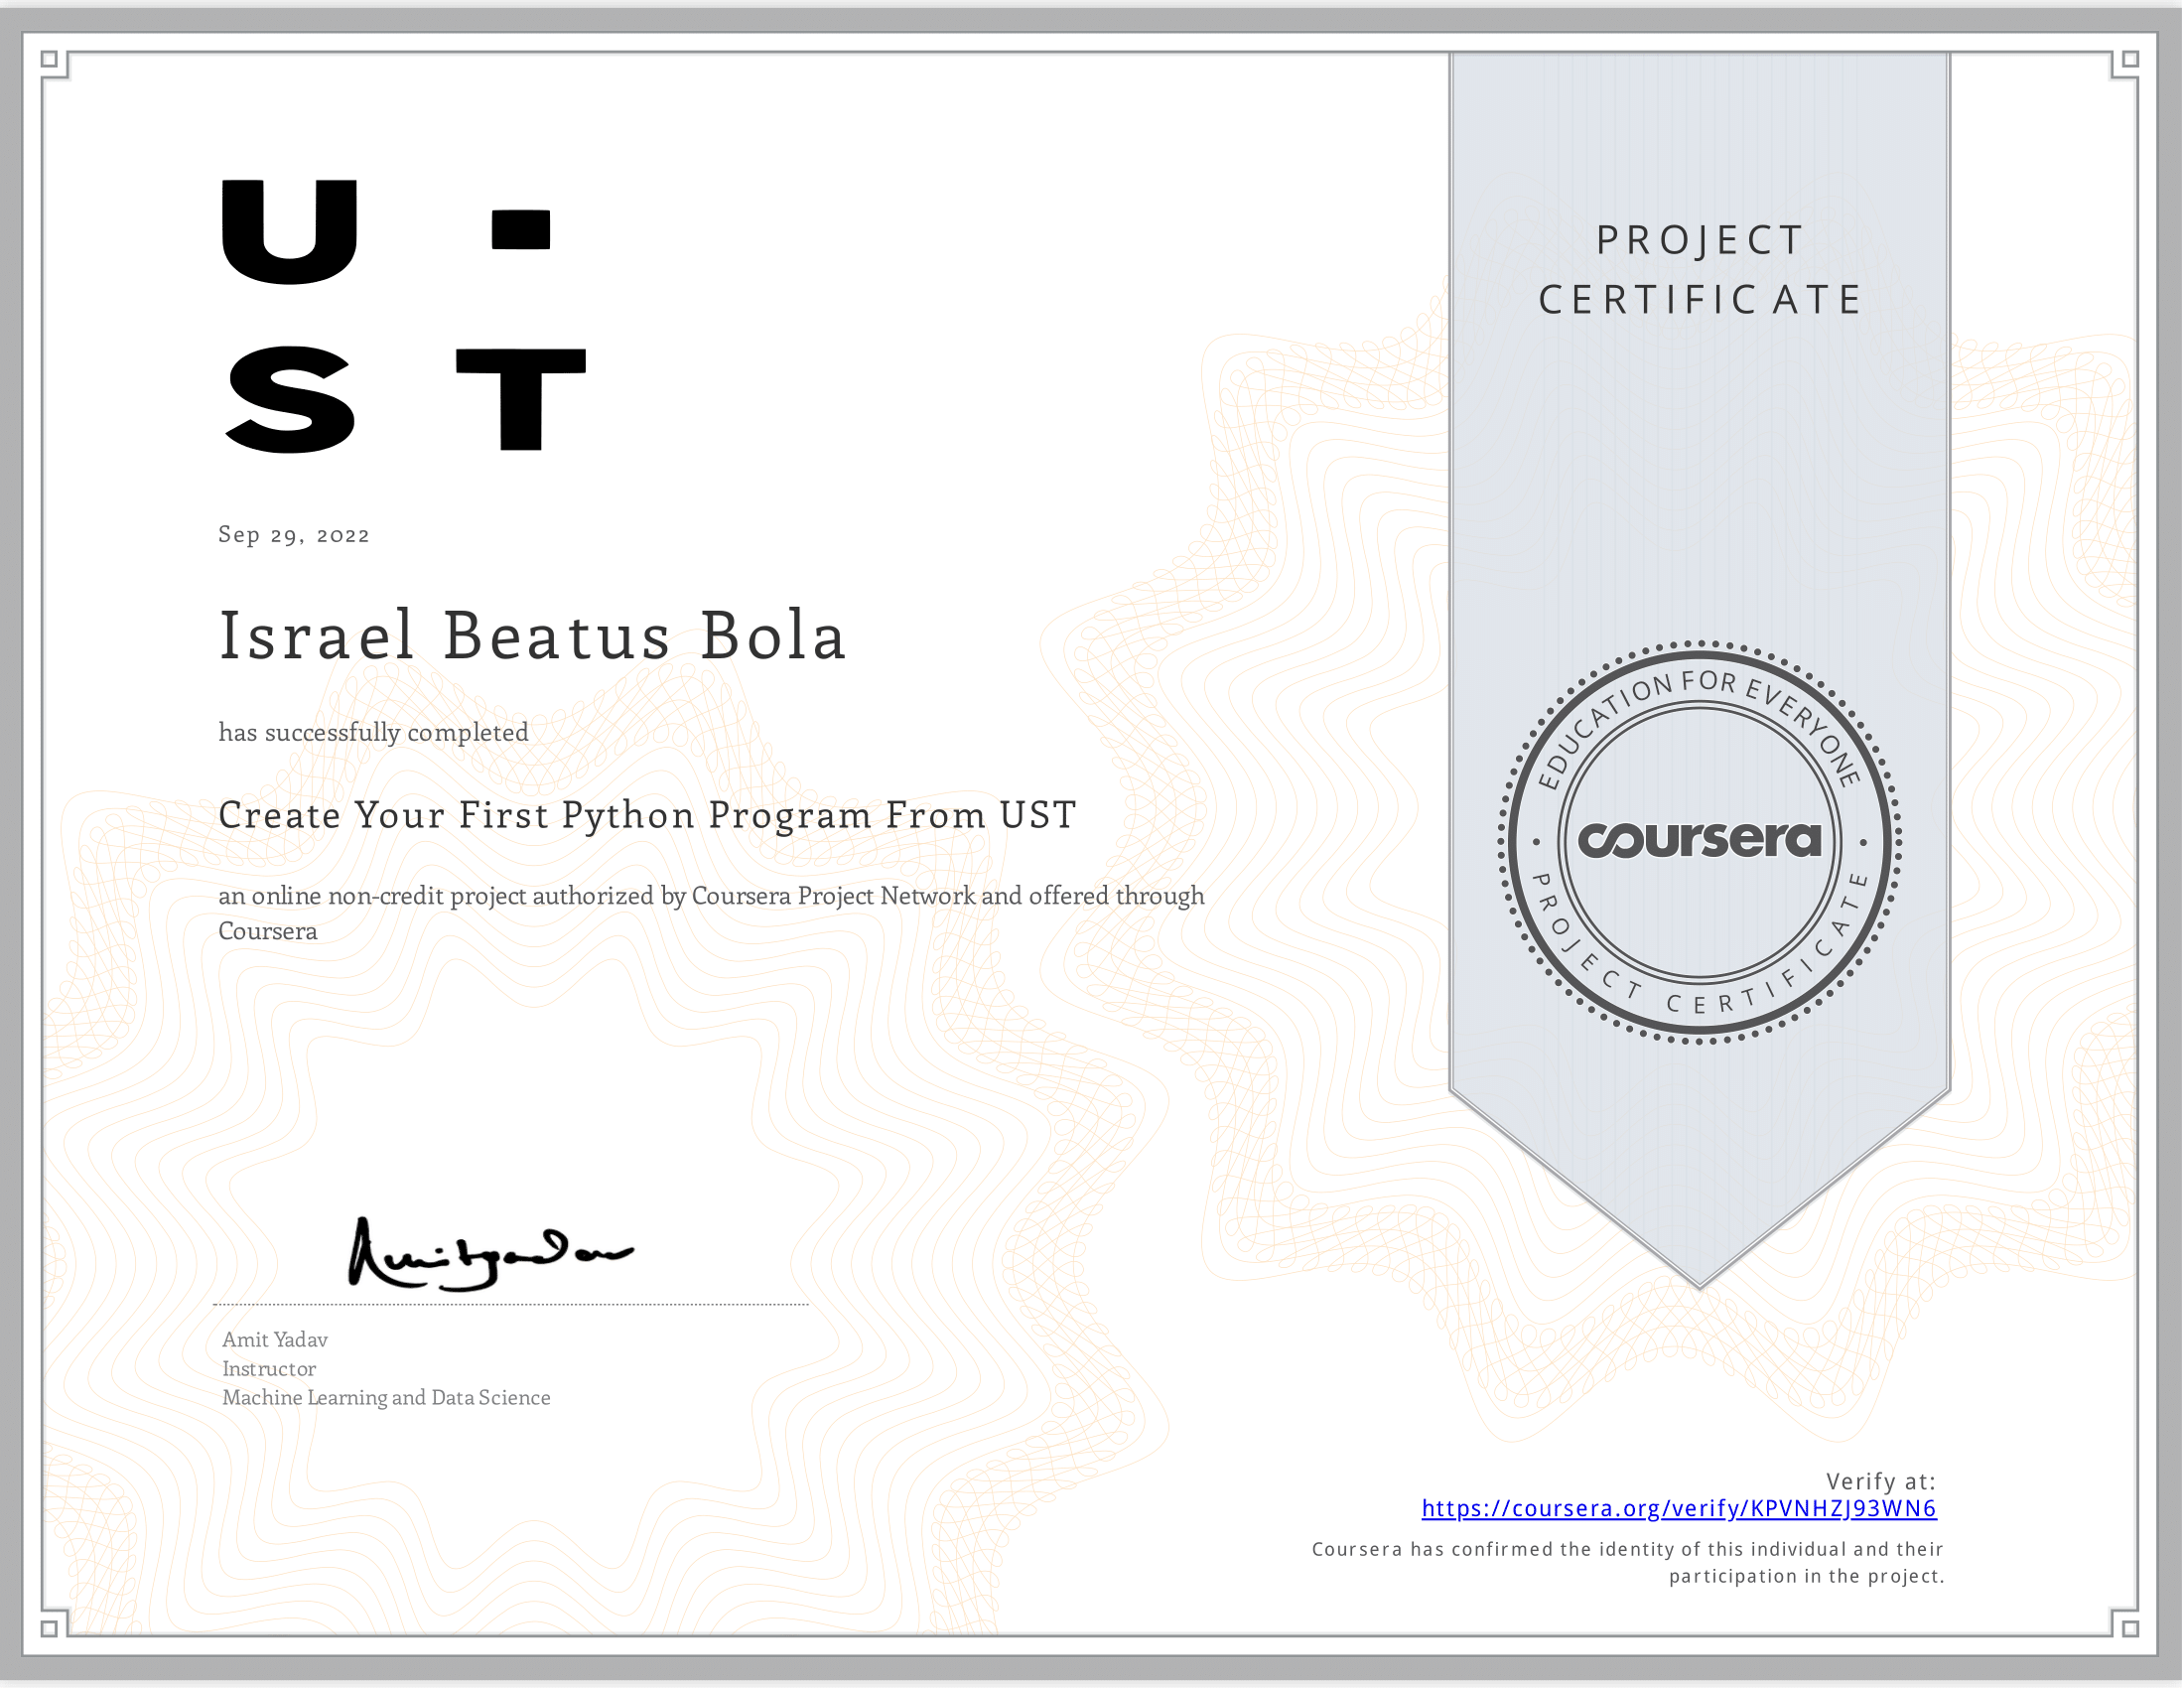 U ·
S T
PROJECT
CERTIFICATE
Sep 29, 2022
Israel Beatus Bola
has successfully completed
Create Your First Python Program From UST
an online non-credit project authorized by Coursera Project Network and offered through
Coursera
EDUCATION FOR EVERYONE
coursera
PROJECT CERTIFICATE
Amit Yadav
Amit Yadav
Instructor
Machine Learning and Data Science
Verify at:
https://coursera.org/verify/KPVNHZJ93WN6
Coursera has confirmed the identity of this individual and their
participation in the project.